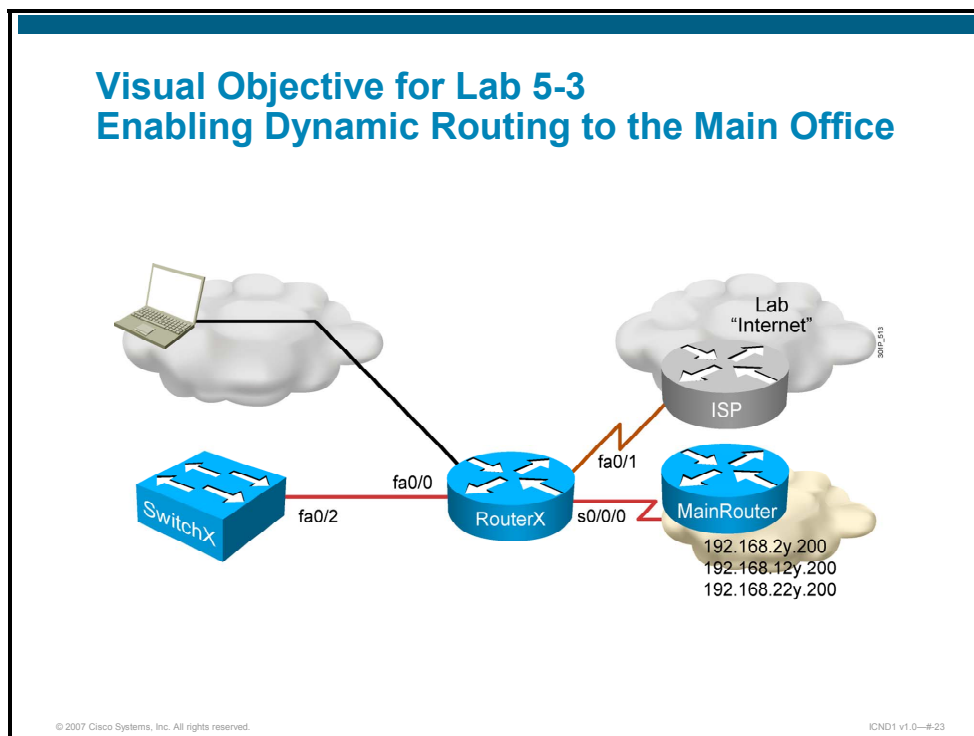 Visual Objective for Lab 5-3
Enabling Dynamic Routing to the Main Office
Lab
“Internet”
ISP
fa0/1
fa0/0
SwitchX
fa0/2
RouterX
s0/0/0
MainRouter
192.168.2y.200
192.168.12y.200
192.168.22y.200
© 2007 Cisco Systems, Inc. All rights reserved.
ICND1 v1.0—#-23